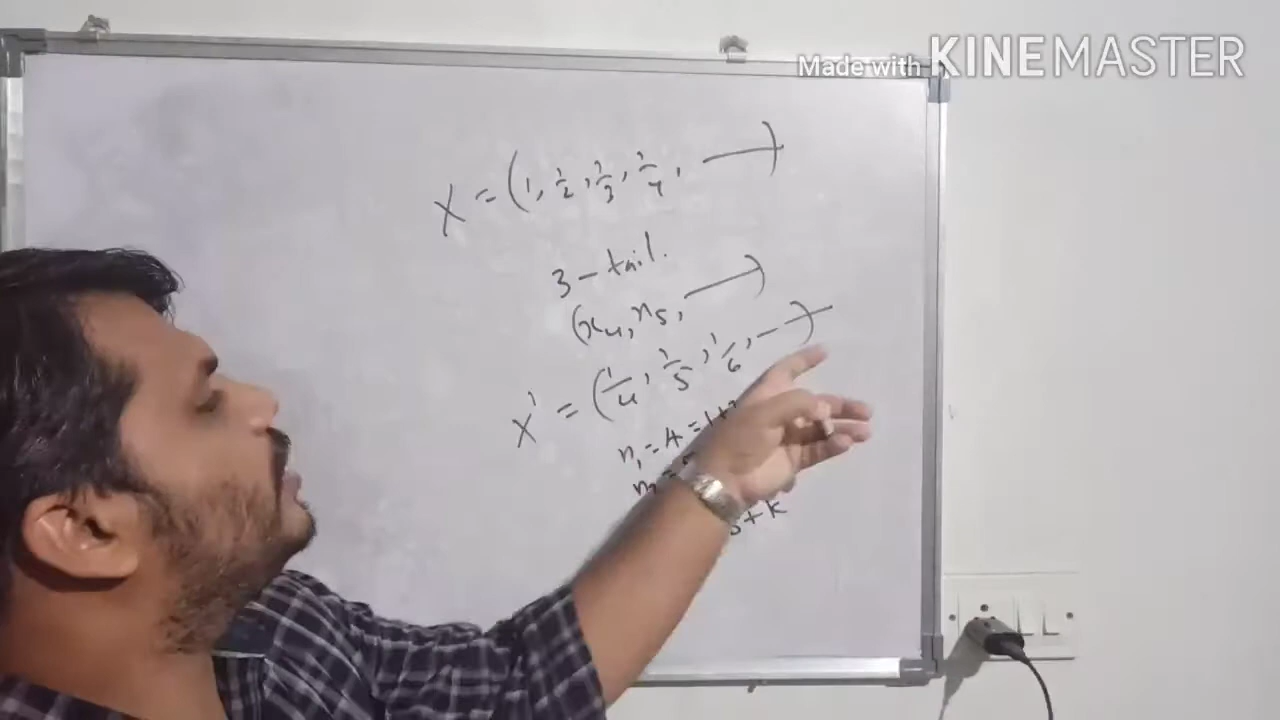 Made with KINEMASTER
X = (1, 1/2, 1/3, 1/4, —)
3 - tail.
(x4, x5, —)
X' = (1/4, 1/5, 1/6, - -)
n1 = 4 = 1+
n2 =
3+k